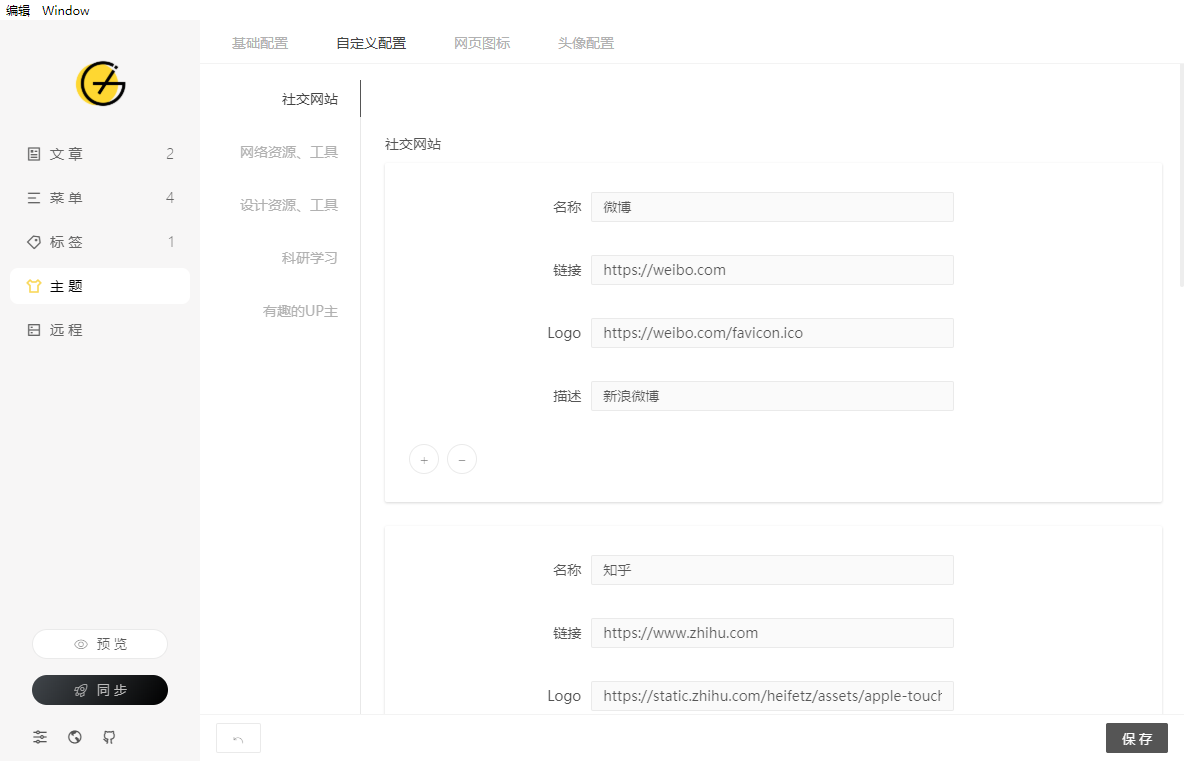 编辑 Window
文章 2
菜单 4
标签 1
主题
远程
预览
同步
基础配置 自定义配置 网页图标 头像配置
社交网站
网络资源、工具
设计资源、工具
科研学习
有趣的UP主
社交网站
名称 微博
链接 https://weibo.com
Logo https://weibo.com/favicon.ico
描述 新浪微博
+ −
名称 知乎
链接 https://www.zhihu.com
Logo https://static.zhihu.com/heifetz/assets/apple-touch
保存